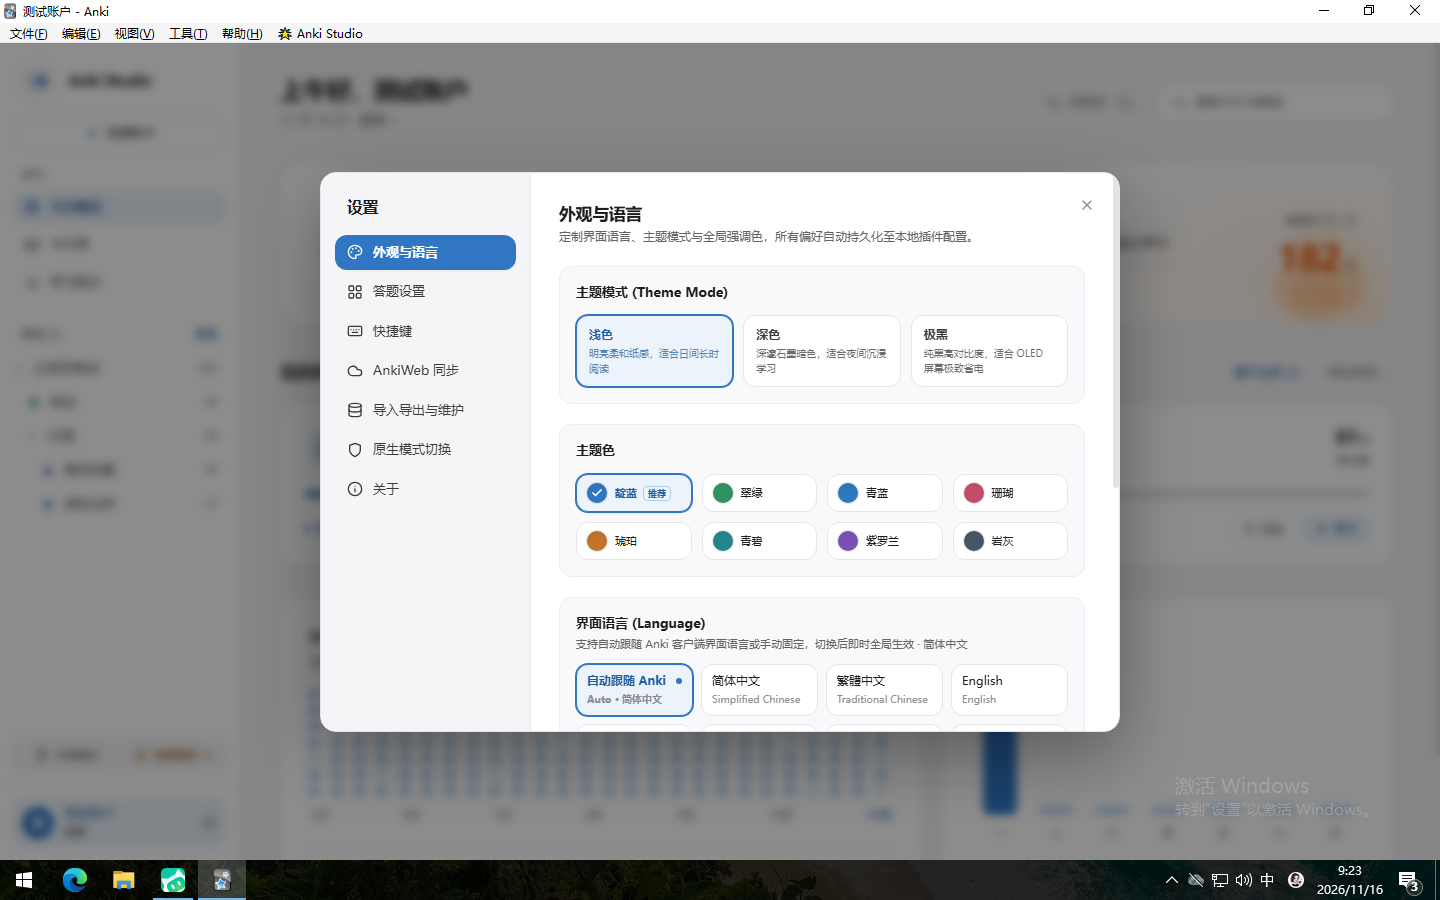 测试账户 - Anki
文件(F) 编辑(E) 视图(V) 工具(T) 帮助(H) Anki Studio
Anki Studio
上午好，测试账户
182
设置
外观与语言
答题设置
快捷键
AnkiWeb 同步
导入导出与维护
原生模式切换
关于
外观与语言
定制界面语言、主题模式与全局强调色，所有偏好自动持久化至本地插件配置。
主题模式 (Theme Mode)
浅色
明亮柔和纸感，适合日间长时
阅读
深色
深邃石墨暗色，适合夜间沉浸
学习
极黑
纯黑高对比度，适合 OLED
屏幕极致省电
主题色
靛蓝 推荐
翠绿
青蓝
珊瑚
琥珀
青碧
紫罗兰
岩灰
界面语言 (Language)
支持自动跟随 Anki 客户端界面语言或手动固定，切换后即时全局生效 · 简体中文
自动跟随 Anki
Auto • 简体中文
简体中文
Simplified Chinese
繁體中文
Traditional Chinese
English
English
激活 Windows
转到“设置”以激活 Windows。
中
9:23
2026/11/16
3